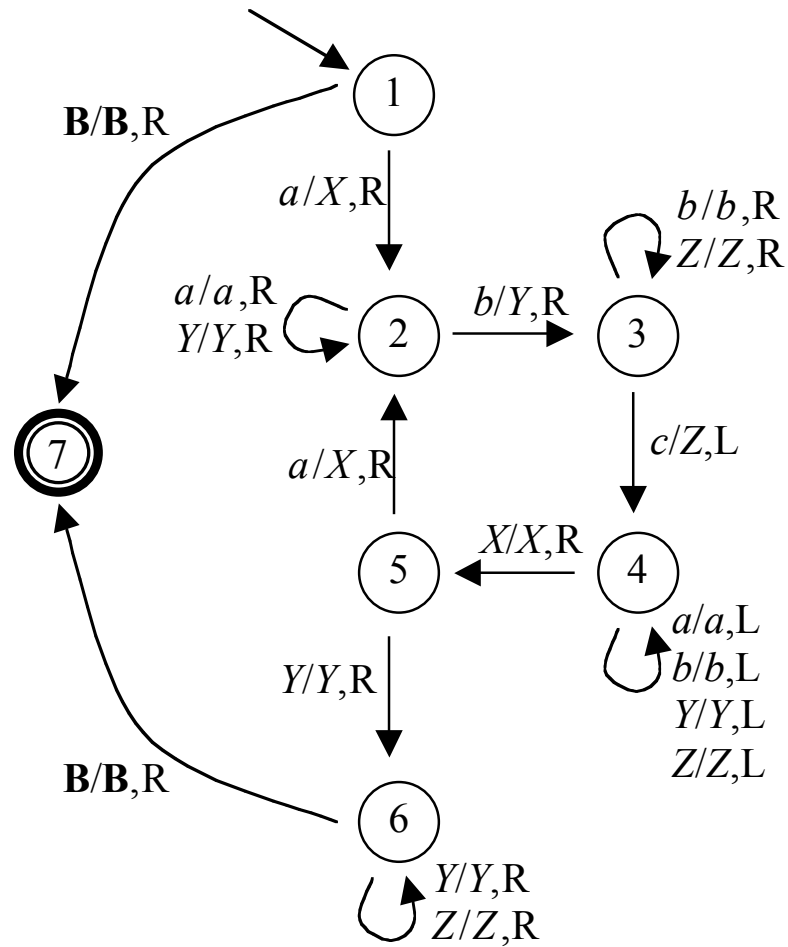 1
B/B,R
a/X,R
b/b,R
Z/Z,R
a/a,R
Y/Y,R
2
b/Y,R
3
7
a/X,R
c/Z,L
5
X/X,R
4
a/a,L
b/b,L
Y/Y,L
Z/Z,L
Y/Y,R
B/B,R
6
Y/Y,R
Z/Z,R